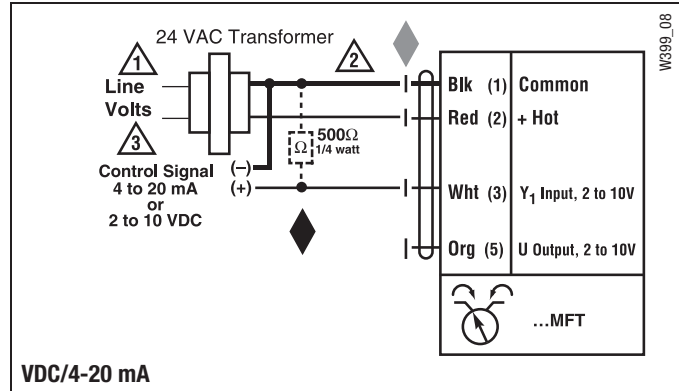 W399_08
24 VAC Transformer
1
2
Line
Volts
3
Control Signal
4 to 20 mA
or
2 to 10 VDC
(–)
(+)
500Ω
1/4 watt
Ω
Blk (1) Common
Red (2) + Hot
Wht (3) Y1 Input, 2 to 10V
Org (5) U Output, 2 to 10V
...MFT
VDC/4-20 mA